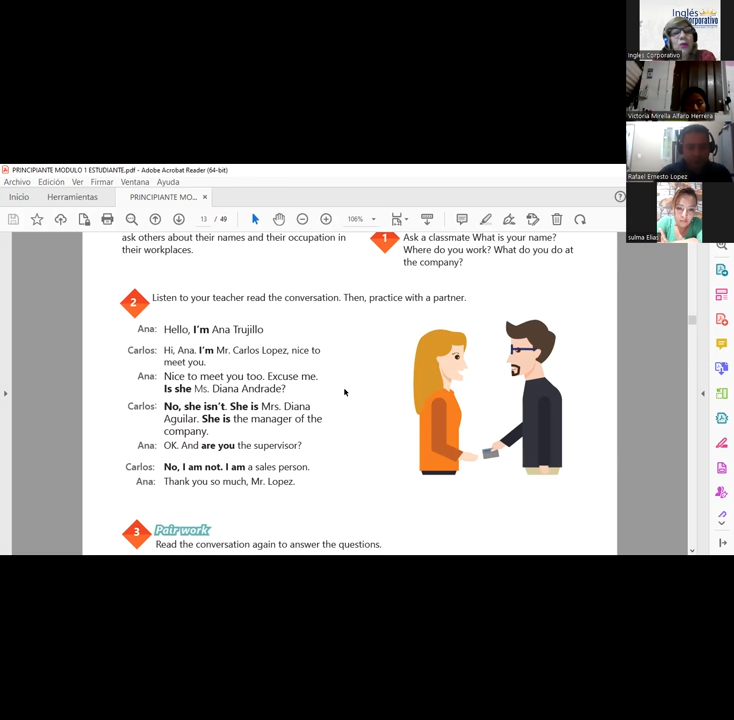 Inglés
Corporativo
Inglés Corporativo
Victoria Mirella Alfaro Herrera
Rafael Ernesto Lopez
sulma Elias
PRINCIPIANTE MODULO 1 ESTUDIANTE.pdf - Adobe Acrobat Reader (64-bit)
Archivo Edición Ver Firmar Ventana Ayuda
Inicio Herramientas PRINCIPIANTE MO... ×
13 / 49 106%
ask others about their names and their occupation in
their workplaces.
1 Ask a classmate What is your name?
Where do you work? What do you do at
the company?
2 Listen to your teacher read the conversation. Then, practice with a partner.
Ana: Hello, I'm Ana Trujillo
Carlos: Hi, Ana. I'm Mr. Carlos Lopez, nice to
meet you.
Ana: Nice to meet you too. Excuse me.
Is she Ms. Diana Andrade?
Carlos: No, she isn't. She is Mrs. Diana
Aguilar. She is the manager of the
company.
Ana: OK. And are you the supervisor?
Carlos: No, I am not. I am a sales person.
Ana: Thank you so much, Mr. Lopez.
3 Pair work
Read the conversation again to answer the questions.